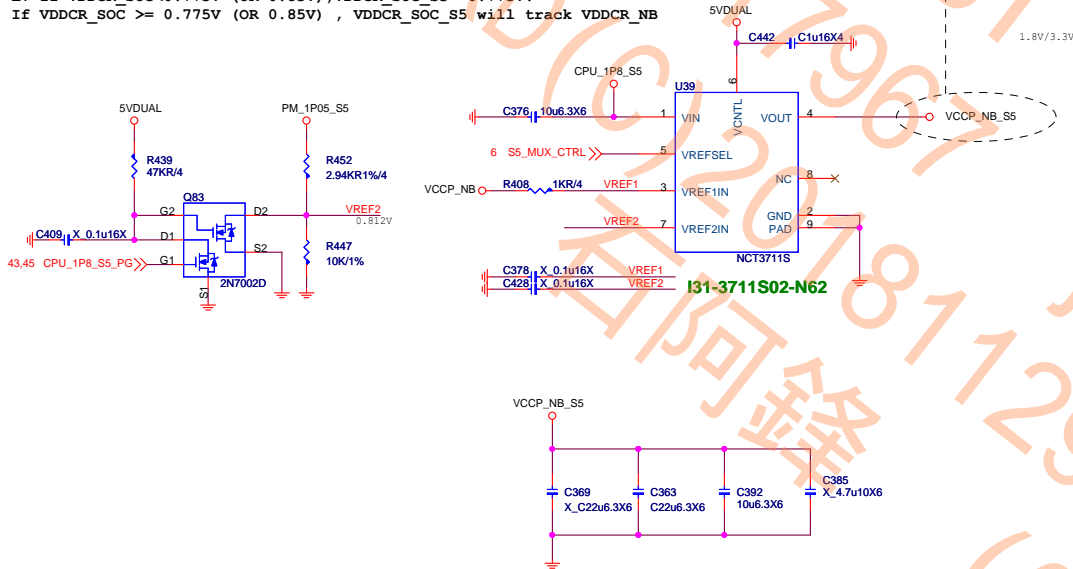 If VDDCR_SOC >= 0.775V (OR 0.85V) , VDDCR_SOC_S5 will track VDDCR_NB
5VDUAL
C442
C1u16X4
1.8V/3.3V
CPU_1P8_S5
U39
C376
10u6.3X6
1
VIN
6
VCNTL
VOUT
4
VCCP_NB_S5
6
S5_MUX_CTRL
5
VREFSEL
NC
8
VCCP_NB
R408
1KR/4
VREF1
3
VREF1IN
GND
2
PAD
9
VREF2
7
VREF2IN
NCT3711S
C378
X_0.1u16X
VREF1
C428
X_0.1u16X
VREF2
I31-3711S02-N62
5VDUAL
PM_1P05_S5
R439
47KR/4
R452
2.94KR1%/4
Q83
G2
D2
VREF2
0.812V
C409
X_0.1u16X
D1
S2
R447
10K/1%
43,45
CPU_1P8_S5_PG
G1
S1
2N7002D
VCCP_NB_S5
C369
X_C22u6.3X6
C363
C22u6.3X6
C392
10u6.3X6
C385
X_4.7u10X6
石阿鋒